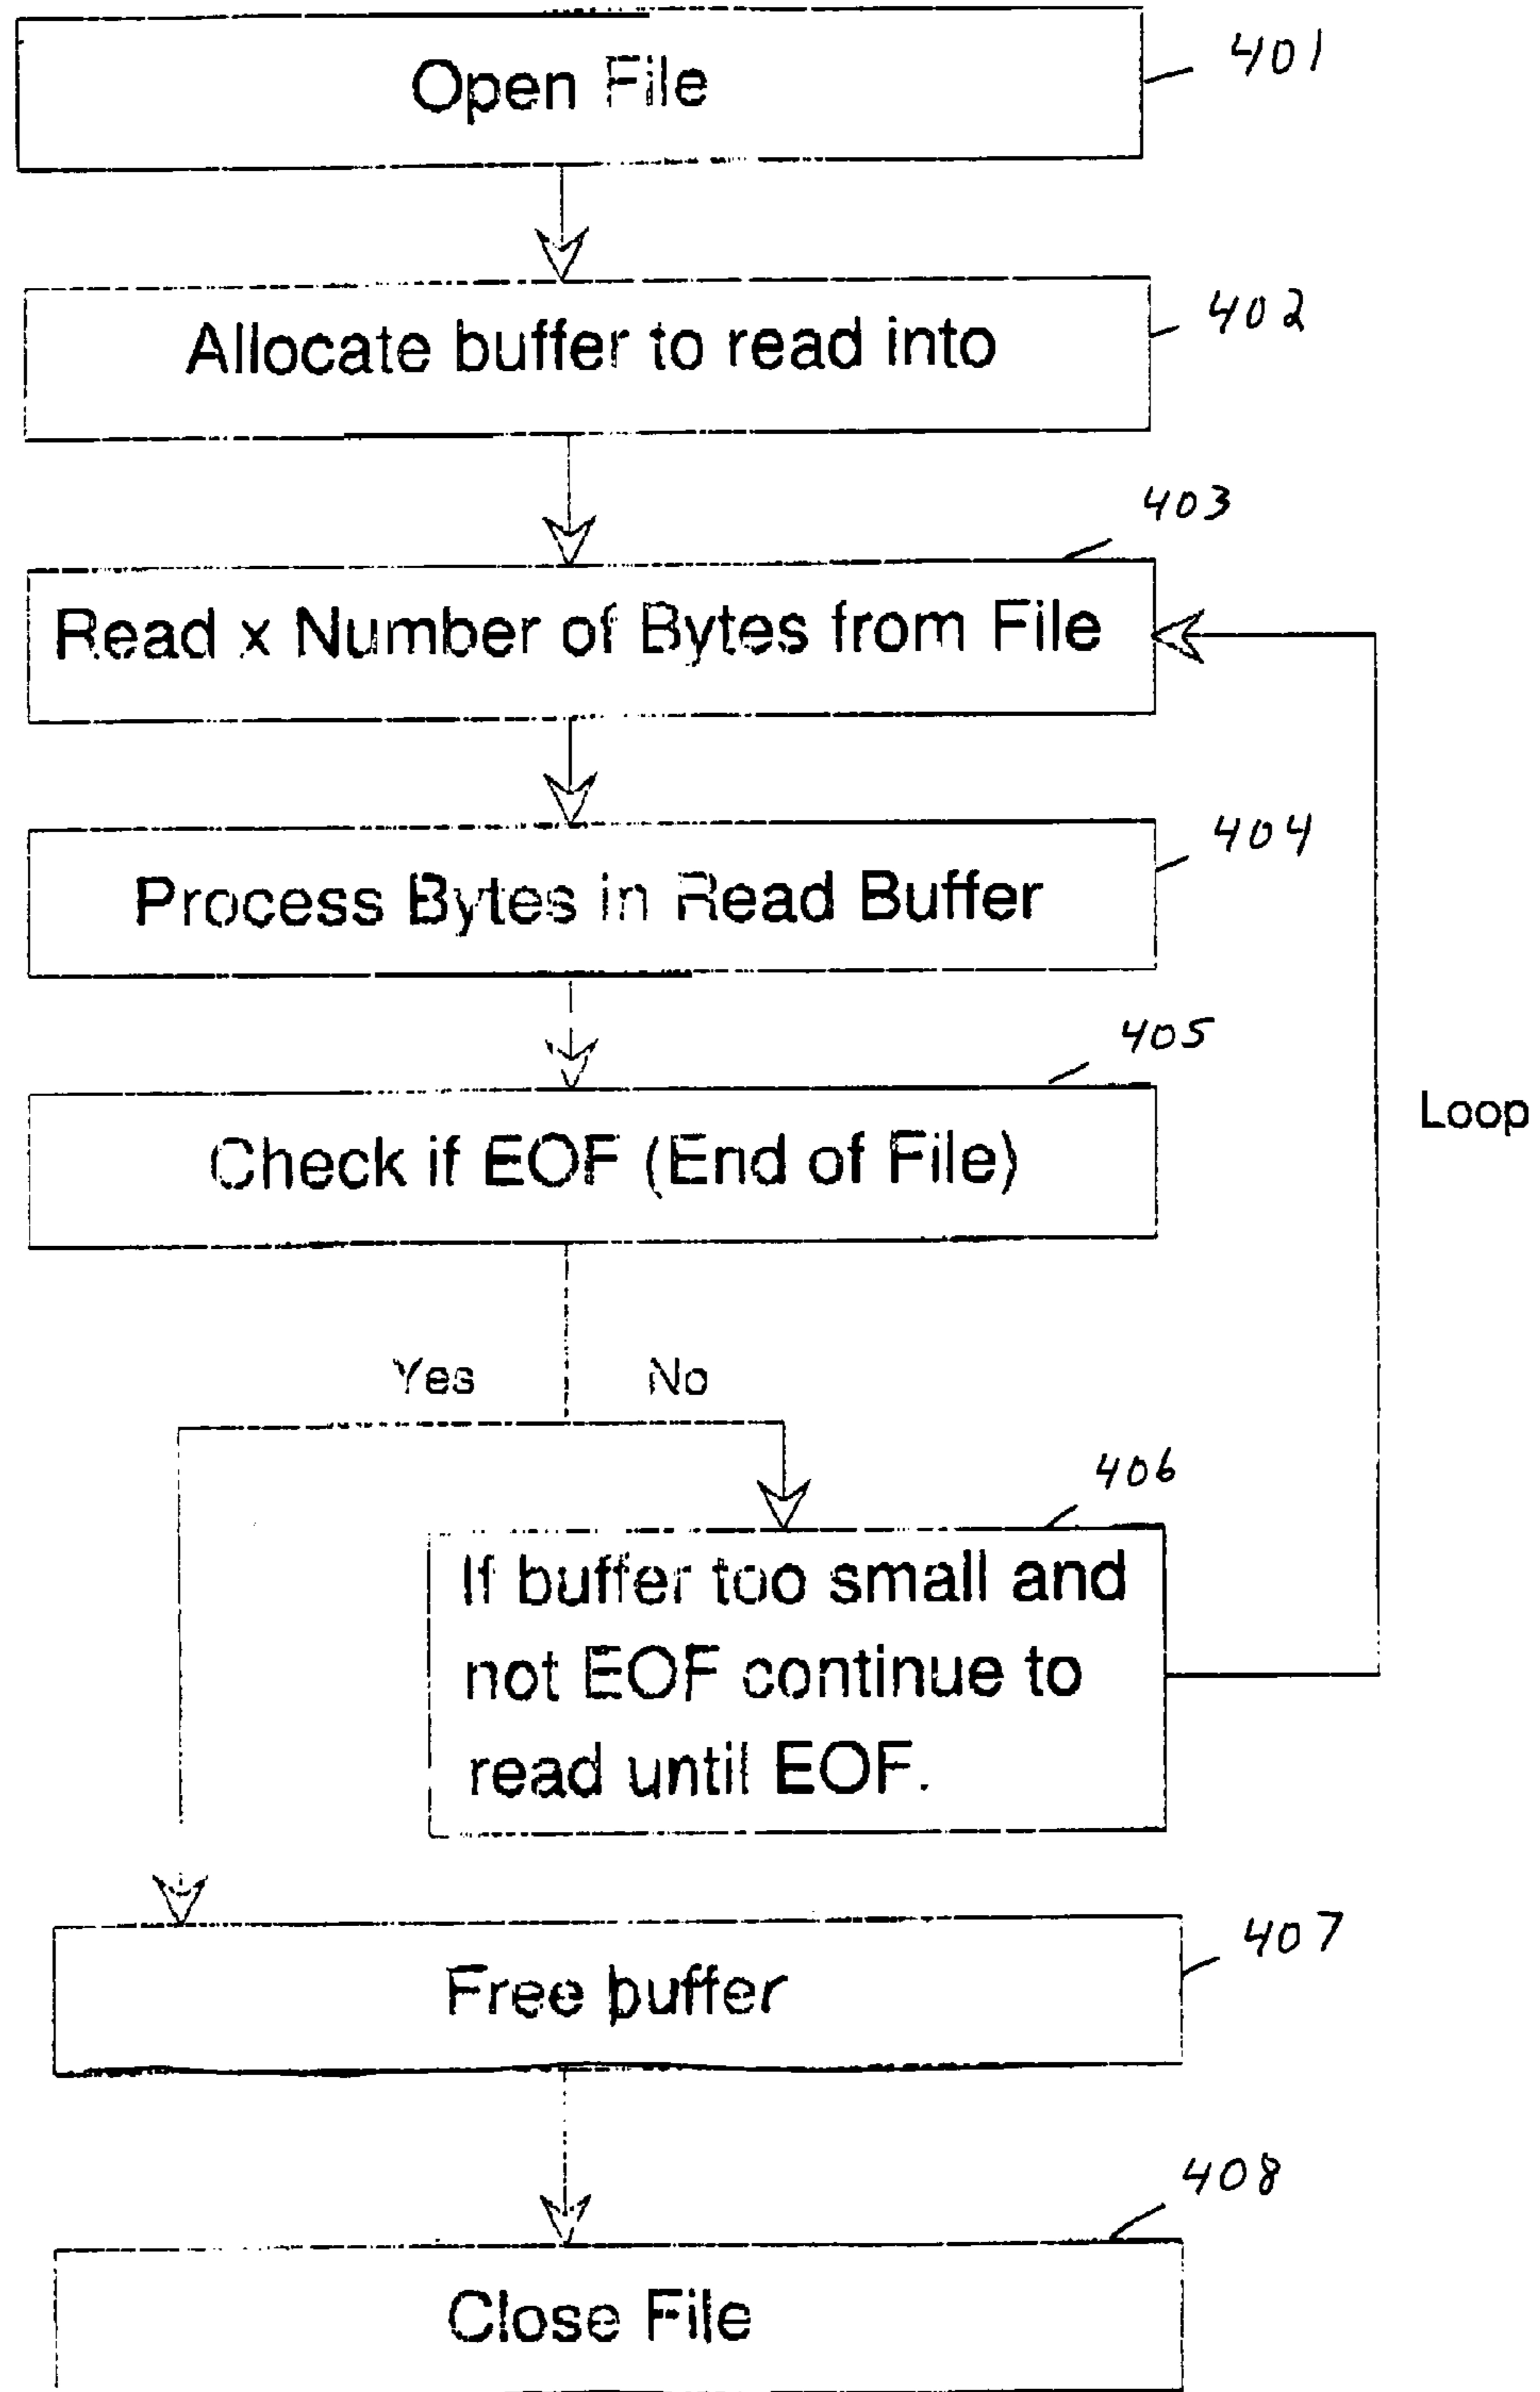 Open File
401
Allocate buffer to read into
402
403
Read x Number of Bytes from File
Process Bytes in Read Buffer
404
405
Check if EOF (End of File)
Loop
Yes
No
406
If buffer too small and
not EOF continue to
read until EOF.
407
Free buffer
408
Close File